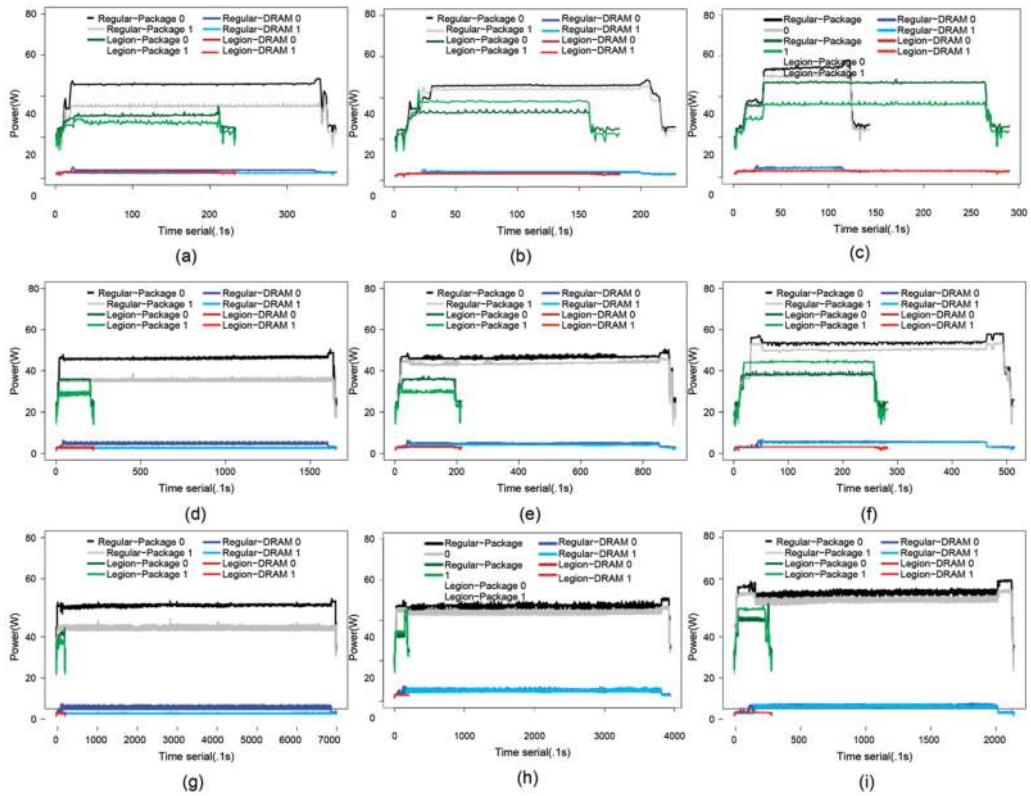 Regular-Package 0 Regular-DRAM 0
Regular-Package 1 Regular-DRAM 1
Legion-Package 0 Legion-DRAM 0
Legion-Package 1 Legion-DRAM 1
80
60
40
20
0
Power(W)
0 100 200 300
Time serial(.1s)
(a)
Regular-Package 0 Regular-DRAM 0
Regular-Package 1 Regular-DRAM 1
Legion-Package 0 Legion-DRAM 0
Legion-Package 1 Legion-DRAM 1
80
60
40
20
0
Power(W)
0 50 100 150 200
Time serial(.1s)
(b)
Regular-Package Regular-DRAM 0
0 Regular-DRAM 1
Regular-Package Legion-DRAM 0
1 Legion-DRAM 1
Legion-Package 0
Legion-Package 1
80
60
40
20
0
Power(W)
0 50 100 150 200 250 300
Time serial(.1s)
(c)
Regular-Package 0 Regular-DRAM 0
Regular-Package 1 Regular-DRAM 1
Legion-Package 0 Legion-DRAM 0
Legion-Package 1 Legion-DRAM 1
80
60
40
20
0
Power(W)
0 500 1000 1500
Time serial(.1s)
(d)
Regular-Package 0 Regular-DRAM 0
Regular-Package 1 Regular-DRAM 1
Legion-Package 0 Legion-DRAM 0
Legion-Package 1 Legion-DRAM 1
80
60
40
20
0
Power(W)
0 200 400 600 800
Time serial(.1s)
(e)
Regular-Package 0 Regular-DRAM 0
Regular-Package 1 Regular-DRAM 1
Legion-Package 0 Legion-DRAM 0
Legion-Package 1 Legion-DRAM 1
80
60
40
20
0
Power(W)
0 100 200 300 400 500
Time serial(.1s)
(f)
Regular-Package 0 Regular-DRAM 0
Regular-Package 1 Regular-DRAM 1
Legion-Package 0 Legion-DRAM 0
Legion-Package 1 Legion-DRAM 1
80
60
40
20
0
Power(W)
0 1000 2000 3000 4000 5000 6000 7000
Time serial(.1s)
(g)
Regular-Package Regular-DRAM 0
0 Regular-DRAM 1
Regular-Package Legion-DRAM 0
1 Legion-DRAM 1
Legion-Package 0
Legion-Package 1
80
60
40
20
0
Power(W)
0 1000 2000 3000 4000
Time serial(.1s)
(h)
Regular-Package 0 Regular-DRAM 0
Regular-Package 1 Regular-DRAM 1
Legion-Package 0 Legion-DRAM 0
Legion-Package 1 Legion-DRAM 1
80
60
40
20
0
Power(W)
0 500 1000 1500 2000
Time serial(.1s)
(i)